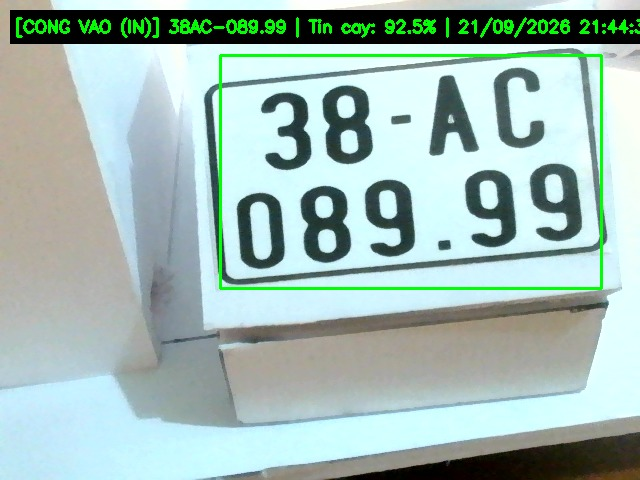 [CONG VAO (IN)] 38AC-089.99 | Tin cay: 92.5% | 21/09/2026 21:44:3
38-AC
089.99